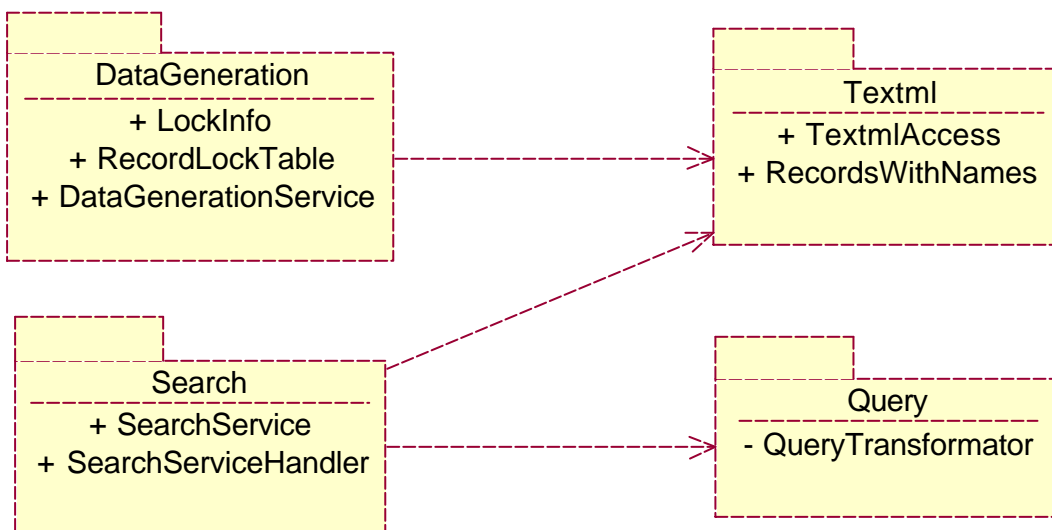 DataGeneration
+ LockInfo
+ RecordLockTable
+ DataGenerationService
Textml
+ TextmlAccess
+ RecordsWithNames
Search
+ SearchService
+ SearchServiceHandler
Query
- QueryTransformator